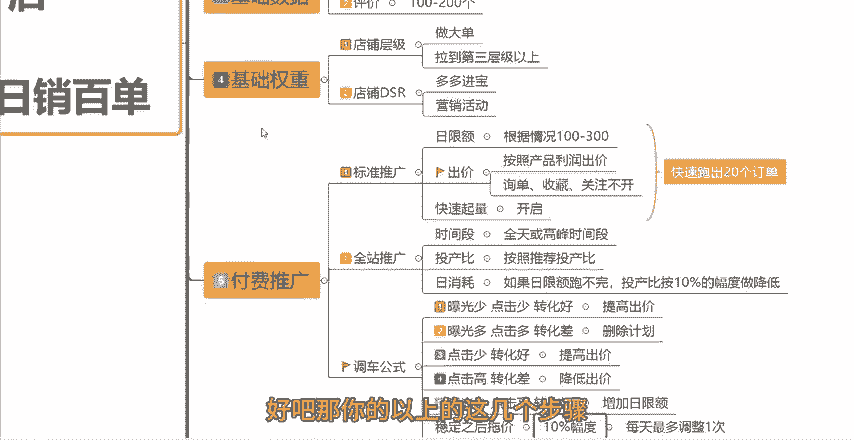 店
日销百单
基础数据
2 评价 100-200个
4 基础权重
1 店铺层级
做大单
拉到第三层级以上
2 店铺DSR
多多进宝
营销活动
5 付费推广
1 标准推广
日限额 根据情况100-300
出价
按照产品利润出价
询单、收藏、关注不开
快速起量 开启
快速跑出20个订单
2 全站推广
时间段 全天或高峰时间段
投产比 按照推荐投产比
日消耗 如果日限额跑不完，投产比按10%的幅度做降低
调车公式
1 曝光少 点击少 转化好 提高出价
2 曝光多 点击多 转化差 删除计划
3 点击少 转化好 提高出价
4 点击高 转化差 降低出价
增加日限额
稳定之后拖价 10%幅度 每天最多调整1次
好吧那你的以上的这几个步骤